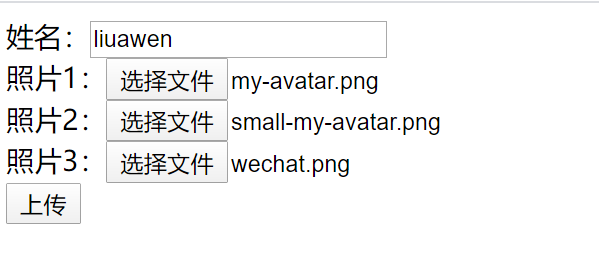 姓名：liuawen
照片1：选择文件 my-avatar.png
照片2：选择文件 small-my-avatar.png
照片3：选择文件 wechat.png
上传